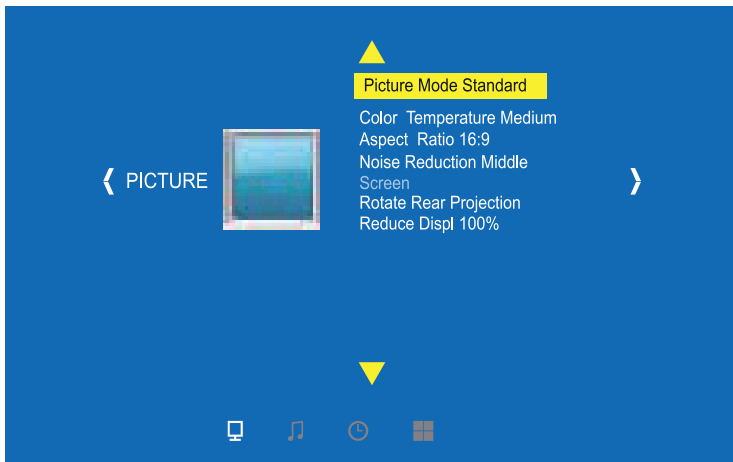 Picture Mode Standard
Color Temperature Medium
Aspect Ratio 16:9
Noise Reduction Middle
PICTURE
Screen
Rotate Rear Projection
Reduce Displ 100%